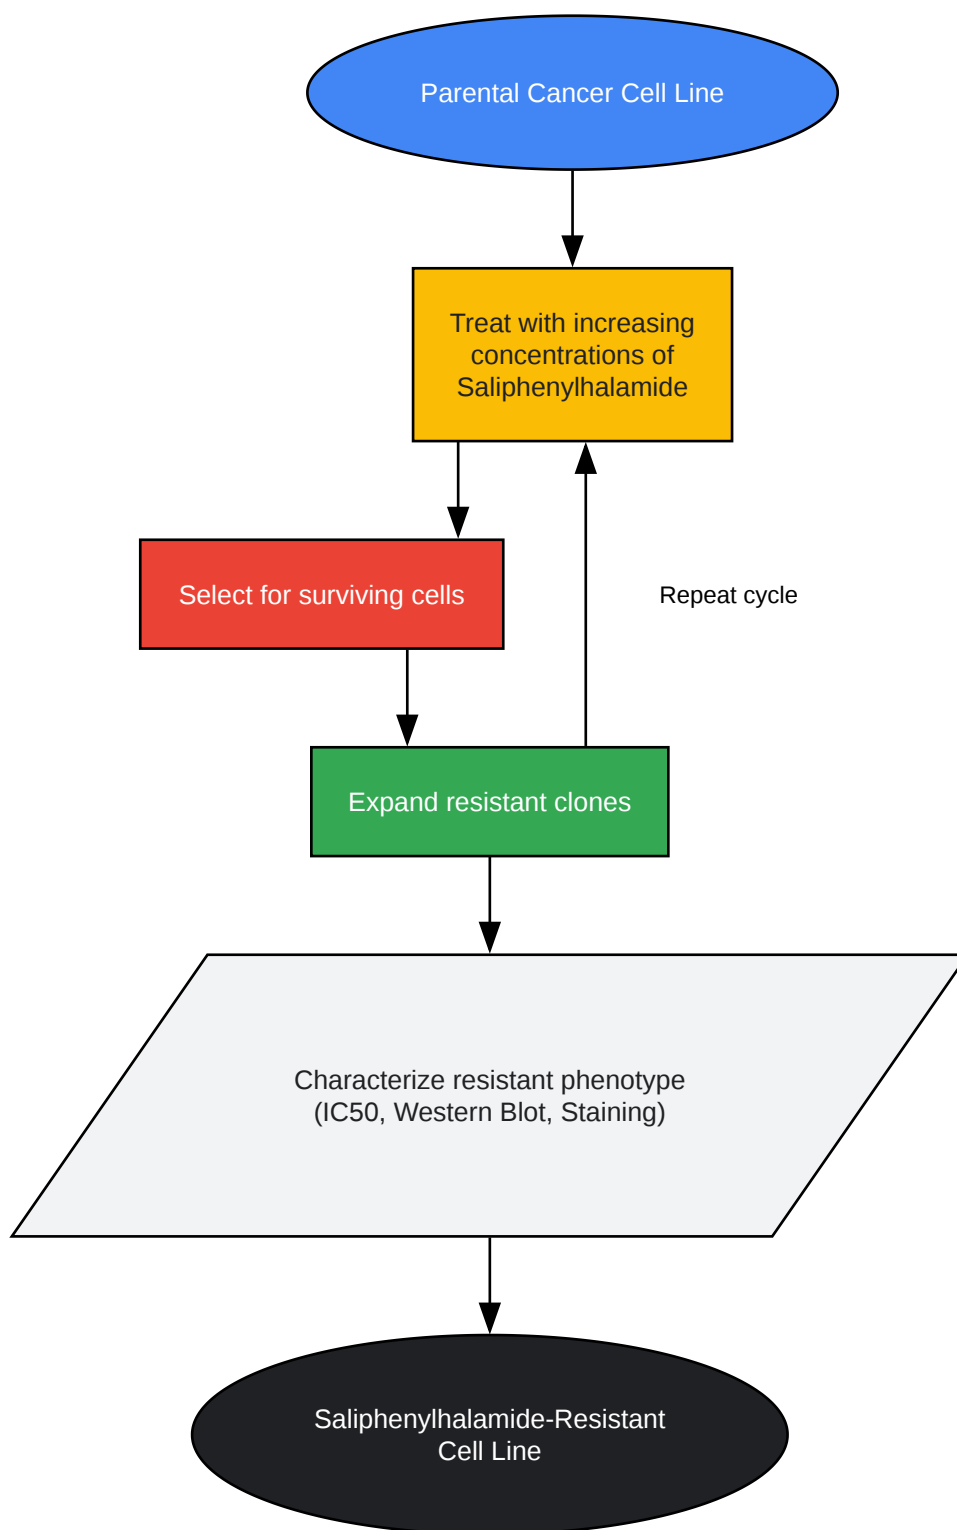 Parental Cancer Cell Line
Treat with increasing
concentrations of
Saliphenylhalamide
Select for surviving cells
Repeat cycle
Expand resistant clones
Characterize resistant phenotype
(IC50, Western Blot, Staining)
Saliphenylhalamide-Resistant
Cell Line